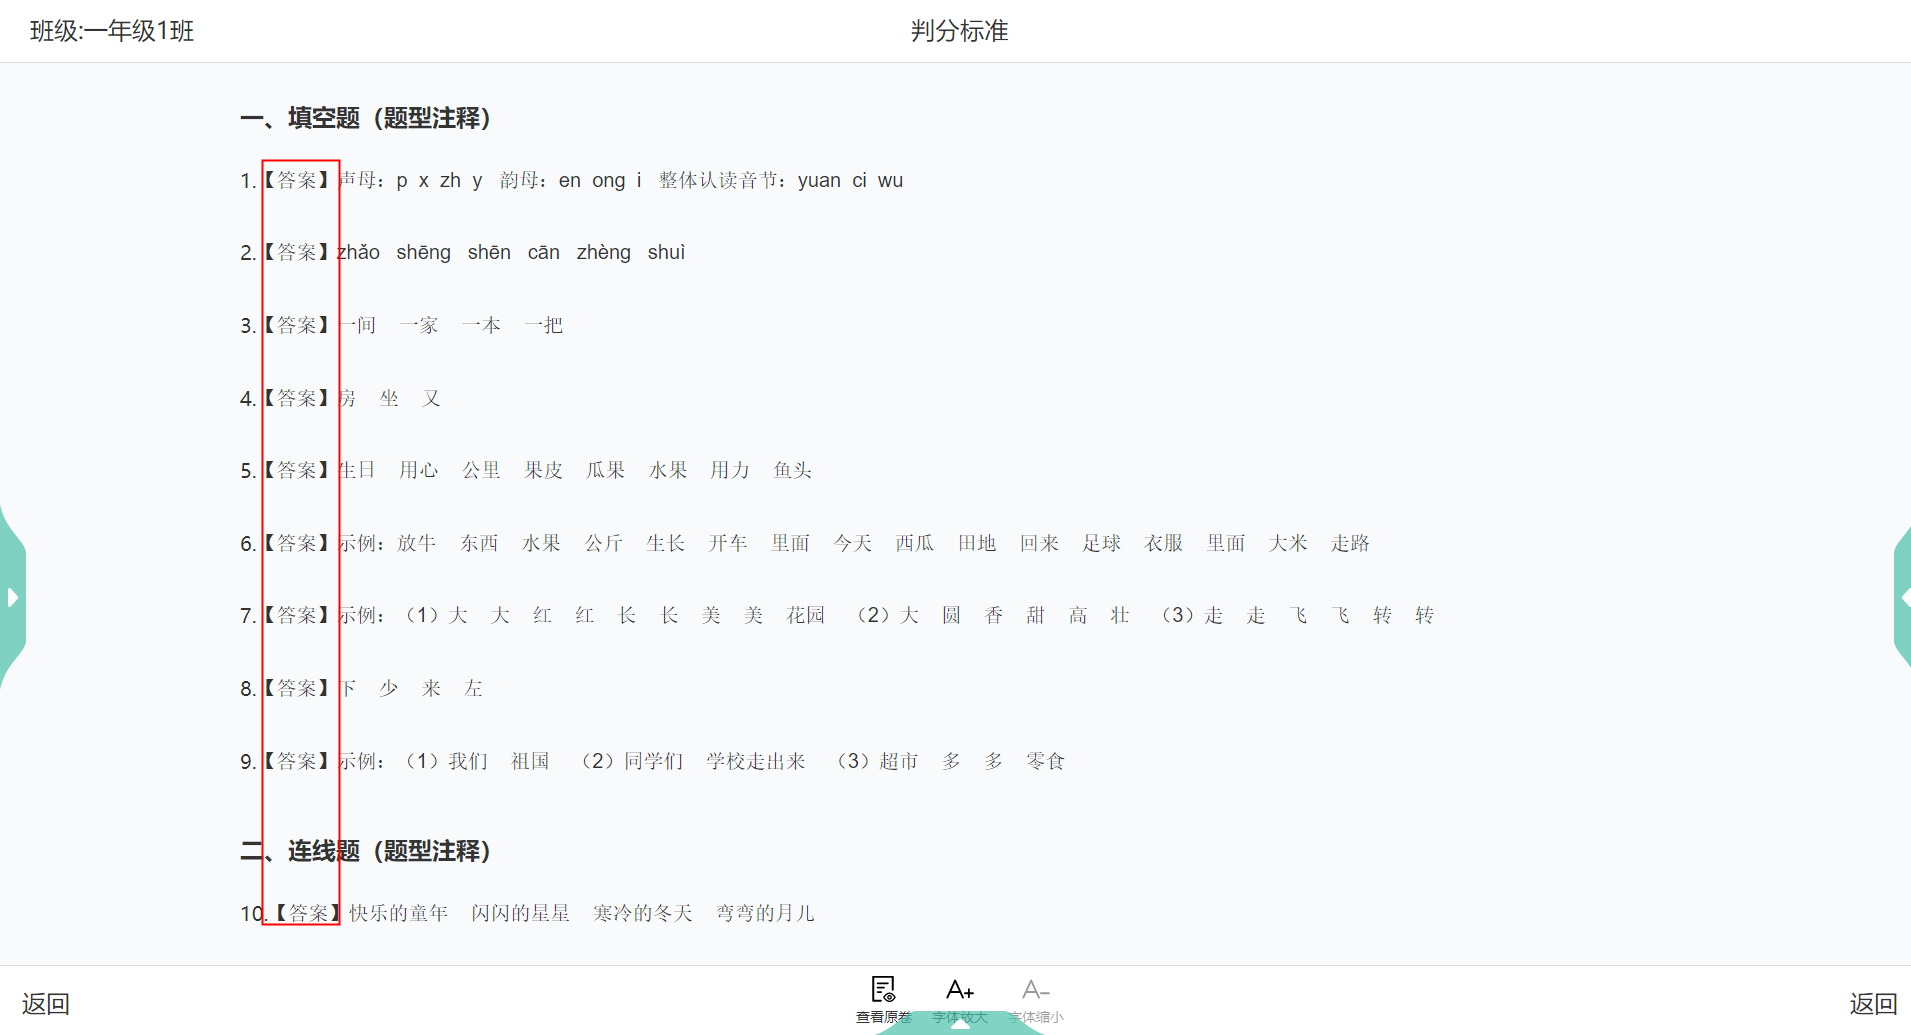 班级:一年级1班 判分标准
一、填空题（题型注释）
1.【答案】声母：p x zh y 韵母：en ong i 整体认读音节：yuan ci wu
2.【答案】zhǎo shēng shēn cān zhèng shuì
3.【答案】一间 一家 一本 一把
4.【答案】房 坐 又
5.【答案】生日 用心 公里 果皮 瓜果 水果 用力 鱼头
6.【答案】示例：放牛 东西 水果 公斤 生长 开车 里面 今天 西瓜 田地 回来 足球 衣服 里面 大米 走路
7.【答案】示例：（1）大 大 红 红 长 长 美 美 花园 （2）大 圆 香 甜 高 壮 （3）走 走 飞 飞 转 转
8.【答案】下 少 来 左
9.【答案】示例：（1）我们 祖国 （2）同学们 学校走出来 （3）超市 多 多 零食
二、连线题（题型注释）
10.【答案】快乐的童年 闪闪的星星 寒冷的冬天 弯弯的月儿
返回 查看原卷 字体放大 字体缩小 返回